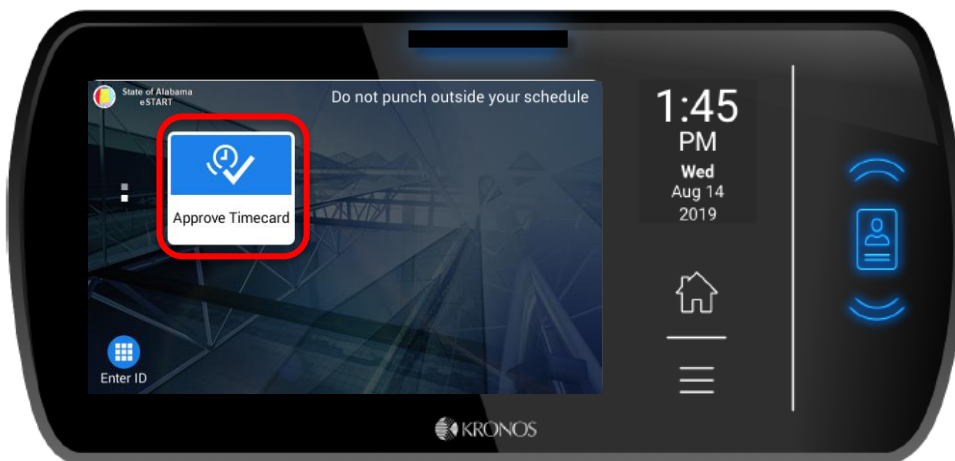 State of Alabama
eSTART
Do not punch outside your schedule
Approve Timecard
Enter ID
1:45
PM
Wed
Aug 14
2019
KRONOS